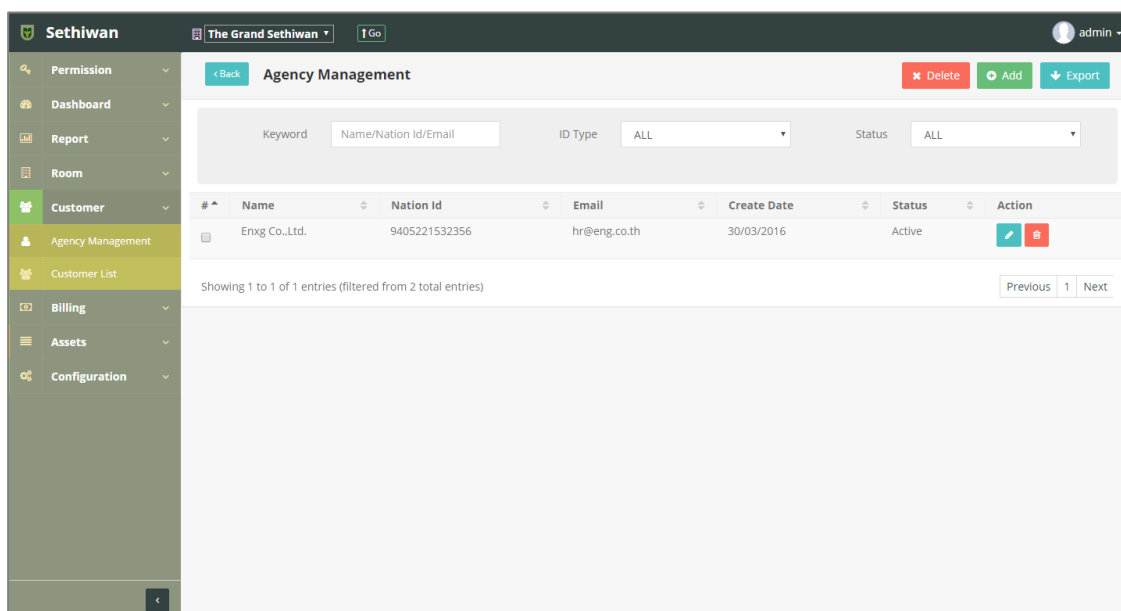 Sethiwan
The Grand Sethiwan
Go
admin
Permission
Dashboard
Report
Room
Customer
Agency Management
Customer List
Billing
Assets
Configuration
Back
Agency Management
Delete
Add
Export
Keyword
Name/Nation Id/Email
ID Type
ALL
Status
ALL
# Name Nation Id Email Create Date Status Action
Enxg Co.,Ltd. 9405221532356 hr@eng.co.th 30/03/2016 Active
Showing 1 to 1 of 1 entries (filtered from 2 total entries)
Previous 1 Next